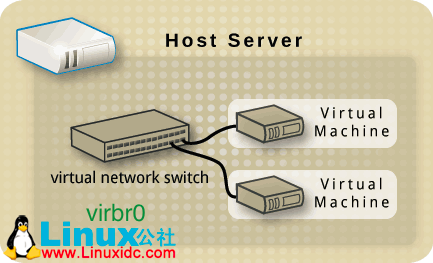 Host Server
Virtual
Machine
virtual network switch
Virtual
Machine
virbr0
Linux公社
www.Linuxidc.com